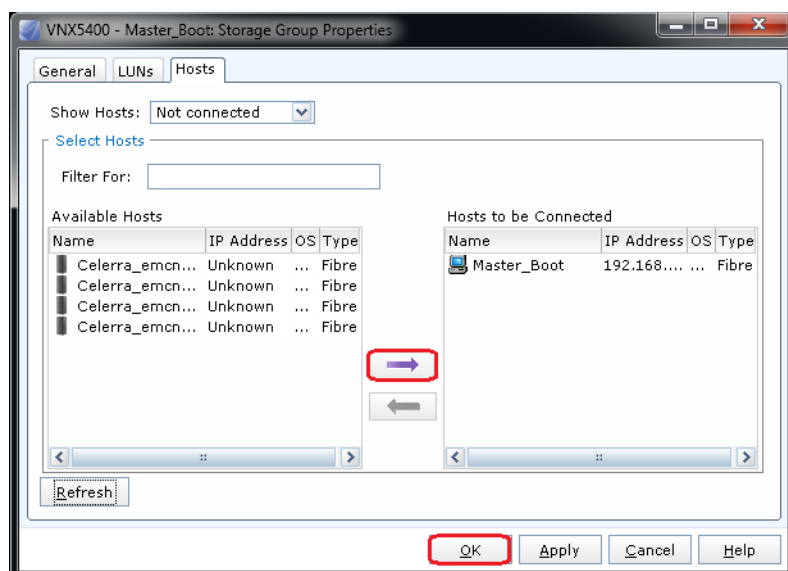 VNX5400 - Master_Boot: Storage Group Properties
General LUNs Hosts
Show Hosts: Not connected
Select Hosts
Filter For:
Available Hosts
Name IP Address OS Type
Celerra_emcn... Unknown ... Fibre
Celerra_emcn... Unknown ... Fibre
Celerra_emcn... Unknown ... Fibre
Celerra_emcn... Unknown ... Fibre
Hosts to be Connected
Name IP Address OS Type
Master_Boot 192.168.... ... Fibre
Refresh
OK Apply Cancel Help